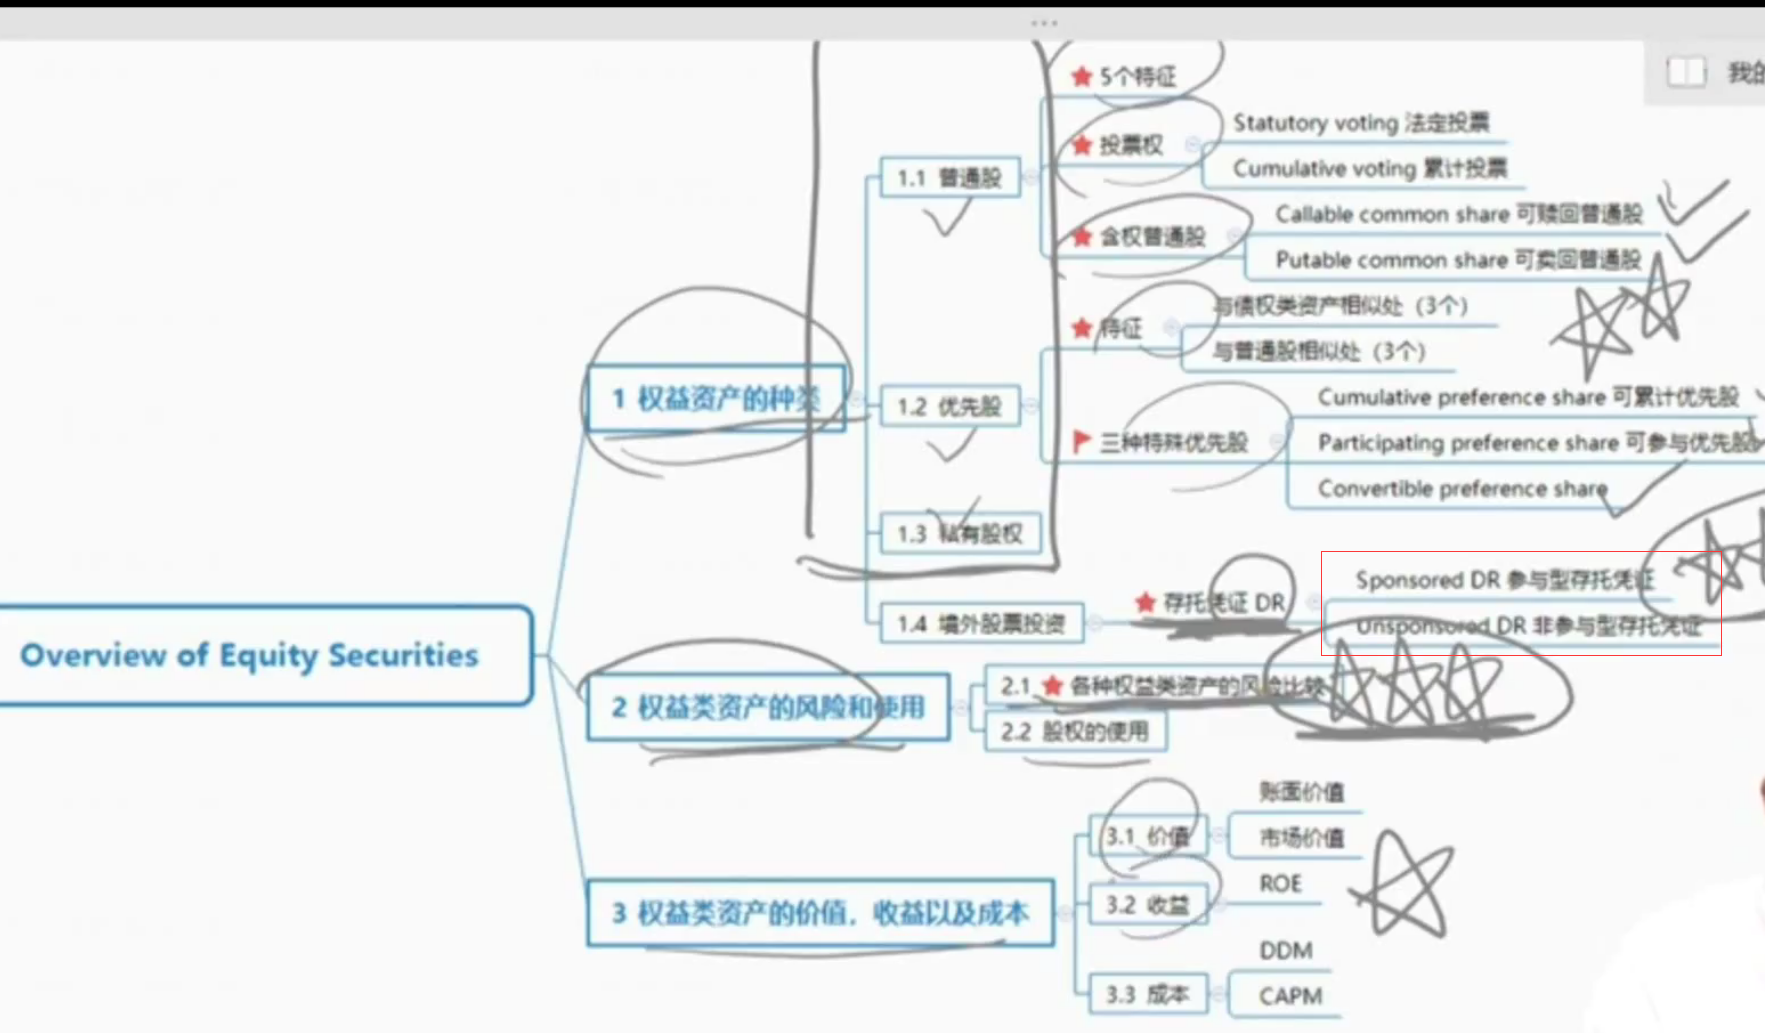 我的
5个特征
投票权
Statutory voting 法定投票
Cumulative voting 累计投票
1.1 普通股
含权普通股
Callable common share 可赎回普通股
Putable common share 可卖回普通股
特征
与债权类资产相似处（3个）
与普通股相似处（3个）
1 权益资产的种类
1.2 优先股
三种特殊优先股
Cumulative preference share 可累计优先股
Participating preference share 可参与优先股
Convertible preference share
1.3 私有股权
1.4 境外股票投资
存托凭证 DR
Sponsored DR 参与型存托凭证
Unsponsored DR 非参与型存托凭证
Overview of Equity Securities
2 权益类资产的风险和使用
2.1 各种权益类资产的风险比较
2.2 股权的使用
3 权益类资产的价值，收益以及成本
3.1 价值
账面价值
市场价值
3.2 收益
ROE
3.3 成本
DDM
CAPM